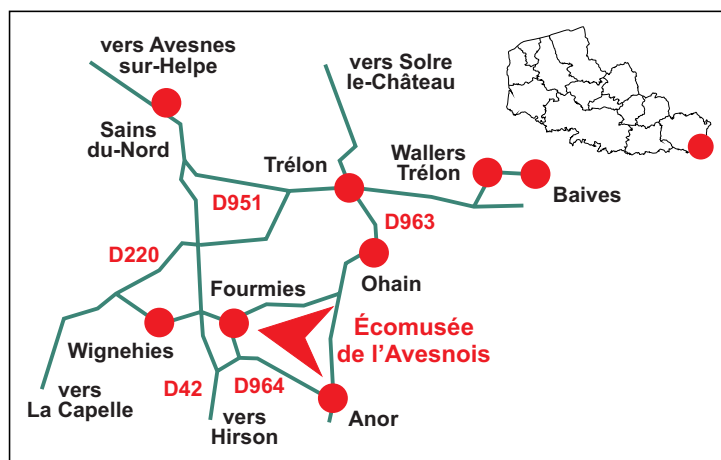 vers Avesnes
sur-Helpe
vers Solre
le-Château
Sains
du-Nord
Trélon
Wallers
Trélon
Baives
D951
D963
D220
Ohain
Fourmies
Écomusée
de l’Avesnois
Wignehies
D42
D964
vers
La Capelle
vers
Hirson
Anor